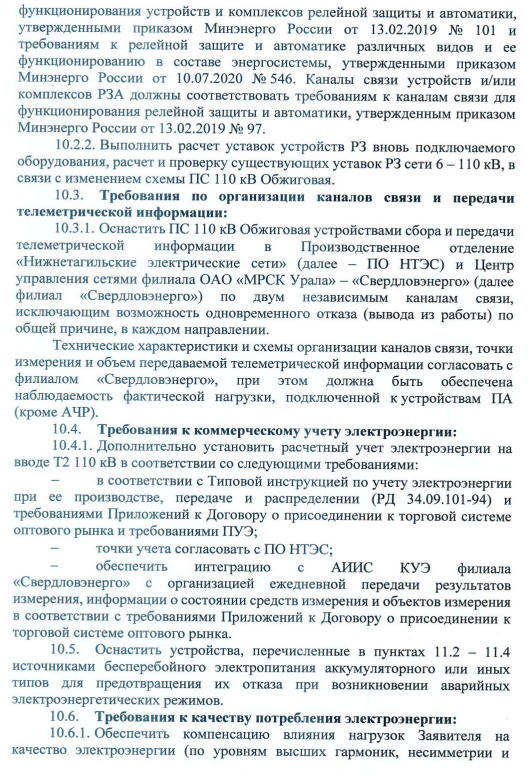 функционирования устройств и комплексов релейной защиты и автоматики,
утвержденными приказом Минэнерго России от 13.02.2019 № 101 и
требованиям к релейной защите и автоматике различных видов и ее
функционированию в составе энергосистемы, утвержденными приказом
Минэнерго России от 10.07.2020 № 546. Каналы связи устройств и/или
комплексов РЗА должны соответствовать требованиям к каналам связи для
функционирования релейной защиты и автоматики, утвержденным приказом
Минэнерго России от 13.02.2019 № 97.
10.2.2. Выполнить расчет уставок устройств РЗ вновь подключаемого
оборудования, расчет и проверку существующих уставок РЗ сети 6 – 110 кВ, в
связи с изменением схемы ПС 110 кВ Обжиговая.
10.3. Требования по организации каналов связи и передачи
телеметрической информации:
10.3.1. Оснастить ПС 110 кВ Обжиговая устройствами сбора и передачи
телеметрической информации в Производственное отделение
«Нижнетагильские электрические сети» (далее – ПО НТЭС) и Центр
управления сетями филиала ОАО «МРСК Урала» – «Свердловэнерго» (далее
филиал «Свердловэнерго») по двум независимым каналам связи,
исключающим возможность одновременного отказа (вывода из работы) по
общей причине, в каждом направлении.
Технические характеристики и схемы организации каналов связи, точки
измерения и объем передаваемой телеметрической информации согласовать с
филиалом «Свердловэнерго», при этом должна быть обеспечена
наблюдаемость фактической нагрузки, подключенной к устройствам ПА
(кроме АЧР).
10.4. Требования к коммерческому учету электроэнергии:
10.4.1. Дополнительно установить расчетный учет электроэнергии на
вводе Т2 110 кВ в соответствии со следующими требованиями:
– в соответствии с Типовой инструкцией по учету электроэнергии
при ее производстве, передаче и распределении (РД 34.09.101-94) и
требованиями Приложений к Договору о присоединении к торговой системе
оптового рынка и требованиями ПУЭ;
– точки учета согласовать с ПО НТЭС;
– обеспечить интеграцию с АИИС КУЭ филиала
«Свердловэнерго» с организацией ежедневной передачи результатов
измерения, информации о состоянии средств измерения и объектов измерения
в соответствии с требованиями Приложений к Договору о присоединении к
торговой системе оптового рынка.
10.5. Оснастить устройства, перечисленные в пунктах 11.2 – 11.4
источниками бесперебойного электропитания аккумуляторного или иных
типов для предотвращения их отказа при возникновении аварийных
электроэнергетических режимов.
10.6. Требования к качеству потребления электроэнергии:
10.6.1. Обеспечить компенсацию влияния нагрузок Заявителя на
качество электроэнергии (по уровням высших гармоник, несимметрии и